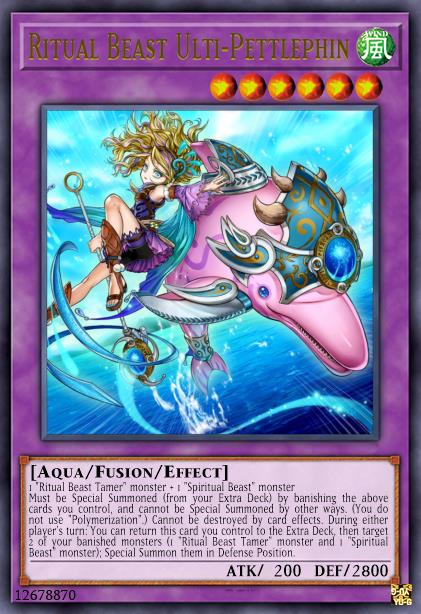 RITUAL BEAST ULTI-PETTLEPHIN
WIND
風
[AQUA/FUSION/EFFECT]
1 "Ritual Beast Tamer" monster + 1 "Spiritual Beast" monster
Must be Special Summoned (from your Extra Deck) by banishing the above
cards you control, and cannot be Special Summoned by other ways. (You do
not use "Polymerization".) Cannot be destroyed by card effects. During either
player's turn: You can return this card you control to the Extra Deck, then target
2 of your banished monsters (1 "Ritual Beast Tamer" monster and 1 "Spiritual
Beast" monster); Special Summon them in Defense Position.
ATK/ 200 DEF/2800
12678870